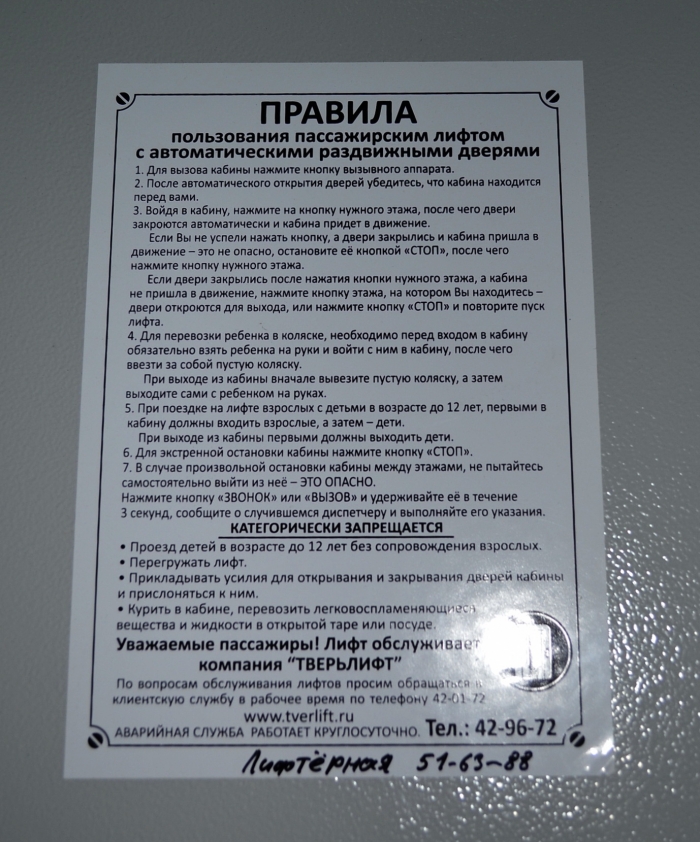 ПРАВИЛА
пользования пассажирским лифтом
с автоматическими раздвижными дверями
1. Для вызова кабины нажмите кнопку вызывного аппарата.
2. После автоматического открытия дверей убедитесь, что кабина находится
перед вами.
3. Войдя в кабину, нажмите на кнопку нужного этажа, после чего двери
закроются автоматически и кабина придет в движение.
Если Вы не успели нажать кнопку, а двери закрылись и кабина пришла в
движение – это не опасно, остановите её кнопкой «СТОП», после чего
нажмите кнопку нужного этажа.
Если двери закрылись после нажатия кнопки нужного этажа, а кабина
не пришла в движение, нажмите кнопку этажа, на котором Вы находитесь –
двери откроются для выхода, или нажмите кнопку «СТОП» и повторите пуск
лифта.
4. Для перевозки ребенка в коляске, необходимо перед входом в кабину
обязательно взять ребенка на руки и войти с ним в кабину, после чего
ввезти за собой пустую коляску.
При выходе из кабины вначале вывезите пустую коляску, а затем
выходите сами с ребенком на руках.
5. При поездке на лифте взрослых с детьми в возрасте до 12 лет, первыми в
кабину должны входить взрослые, а затем – дети.
При выходе из кабины первыми должны выходить дети.
6. Для экстренной остановки кабины нажмите кнопку «СТОП».
7. В случае произвольной остановки кабины между этажами, не пытайтесь
самостоятельно выйти из неё – ЭТО ОПАСНО.
Нажмите кнопку «ЗВОНОК» или «ВЫЗОВ» и удерживайте её в течение
3 секунд, сообщите о случившемся диспетчеру и выполняйте его указания.
КАТЕГОРИЧЕСКИ ЗАПРЕЩАЕТСЯ
• Проезд детей в возрасте до 12 лет без сопровождения взрослых.
• Перегружать лифт.
• Прикладывать усилия для открывания и закрывания дверей кабины
и прислоняться к ним.
• Курить в кабине, перевозить легковоспламеняющиеся
вещества и жидкости в открытой таре или посуде.
Уважаемые пассажиры! Лифт обслуживает
компания "ТВЕРЬЛИФТ"
По вопросам обслуживания лифтов просим обращаться в
клиентскую службу в рабочее время по телефону 42-01-72
www.tverlift.ru
АВАРИЙНАЯ СЛУЖБА РАБОТАЕТ КРУГЛОСУТОЧНО. Тел.: 42-96-72
Лифтёрная 51-63-88